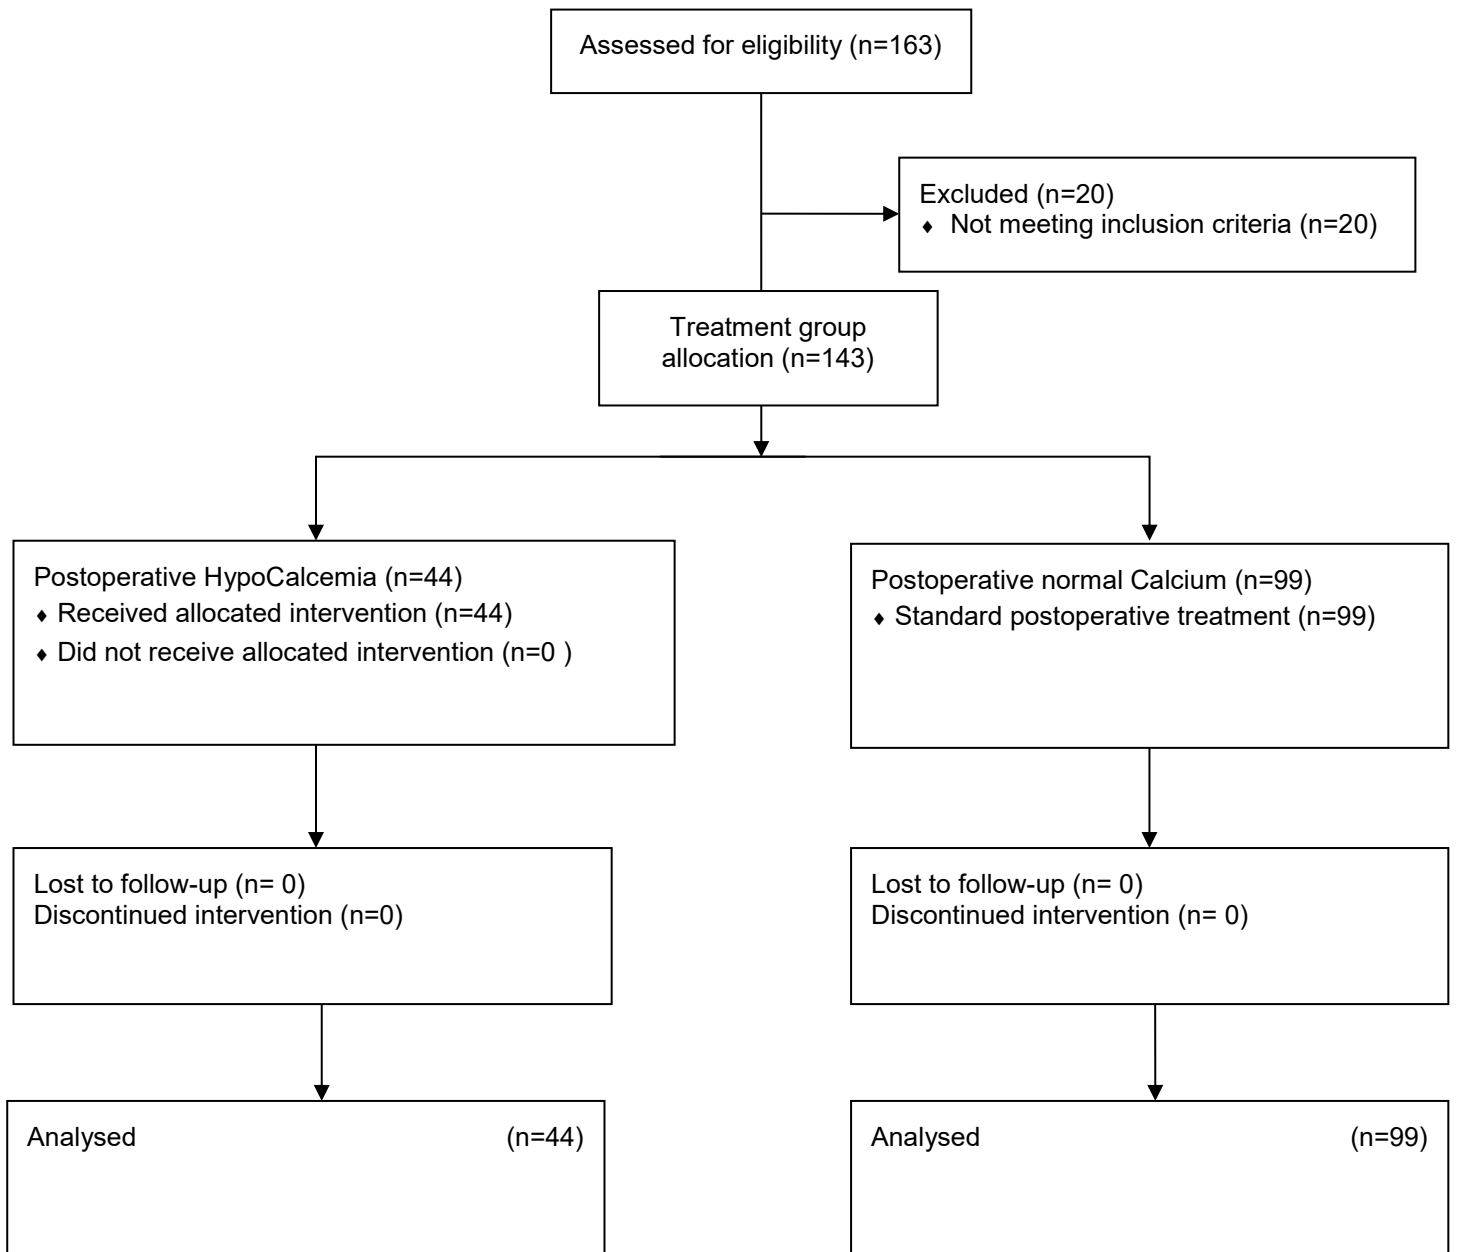 Assessed for eligibility (n=163)
Excluded (n=20)
♦ Not meeting inclusion criteria (n=20)
Treatment group
allocation (n=143)
Postoperative HypoCalcemia (n=44)
♦ Received allocated intervention (n=44)
♦ Did not receive allocated intervention (n=0 )
Postoperative normal Calcium (n=99)
♦ Standard postoperative treatment (n=99)
Lost to follow-up (n= 0)
Discontinued intervention (n=0)
Lost to follow-up (n= 0)
Discontinued intervention (n= 0)
Analysed (n=44)
Analysed (n=99)